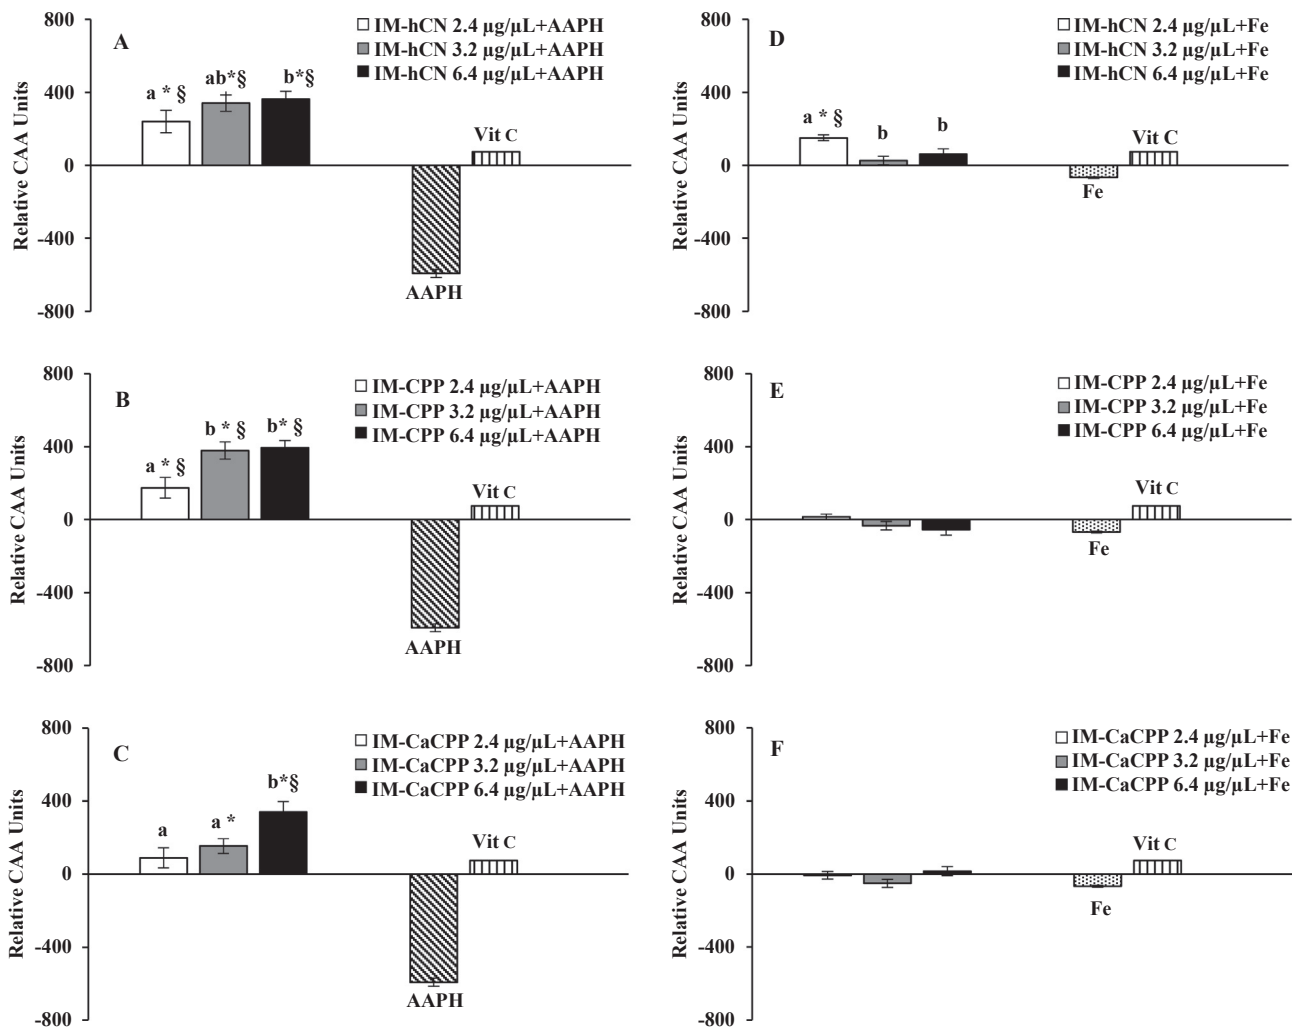 A
Relative CAA Units
800
400
0
-400
-800
IM-hCN 2.4 µg/µL+AAPH
IM-hCN 3.2 µg/µL+AAPH
IM-hCN 6.4 µg/µL+AAPH
a * §
ab*§
b*§
Vit C
AAPH
D
Relative CAA Units
800
400
0
-400
-800
IM-hCN 2.4 µg/µL+Fe
IM-hCN 3.2 µg/µL+Fe
IM-hCN 6.4 µg/µL+Fe
a * §
b
b
Vit C
Fe
B
Relative CAA Units
800
400
0
-400
-800
IM-CPP 2.4 µg/µL+AAPH
IM-CPP 3.2 µg/µL+AAPH
IM-CPP 6.4 µg/µL+AAPH
a * §
b * §
b* §
Vit C
AAPH
E
Relative CAA Units
800
400
0
-400
-800
IM-CPP 2.4 µg/µL+Fe
IM-CPP 3.2 µg/µL+Fe
IM-CPP 6.4 µg/µL+Fe
Vit C
Fe
C
Relative CAA Units
800
400
0
-400
-800
IM-CaCPP 2.4 µg/µL+AAPH
IM-CaCPP 3.2 µg/µL+AAPH
IM-CaCPP 6.4 µg/µL+AAPH
a
a *
b*§
Vit C
AAPH
F
Relative CAA Units
800
400
0
-400
-800
IM-CaCPP 2.4 µg/µL+Fe
IM-CaCPP 3.2 µg/µL+Fe
IM-CaCPP 6.4 µg/µL+Fe
Vit C
Fe